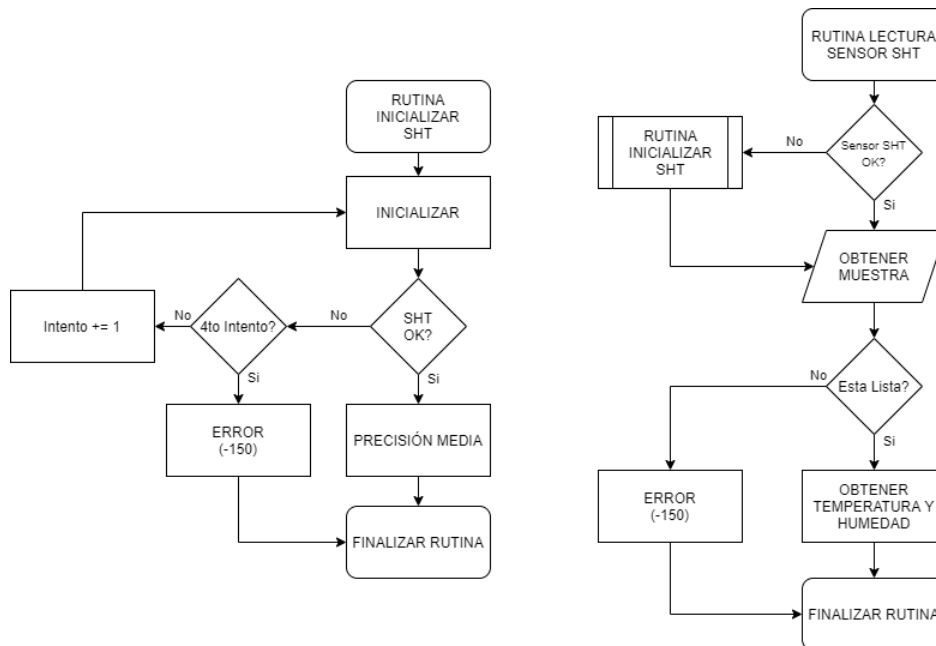 RUTINA
INICIALIZAR
SHT
INICIALIZAR
SHT
OK?
No
4to Intento?
No
Intento += 1
Si
ERROR
(-150)
Si
PRECISIÓN MEDIA
FINALIZAR RUTINA
RUTINA LECTURA
SENSOR SHT
Sensor SHT
OK?
No
RUTINA
INICIALIZAR
SHT
Si
OBTENER
MUESTRA
Esta Lista?
No
ERROR
(-150)
Si
OBTENER
TEMPERATURA Y
HUMEDAD
FINALIZAR RUTINA